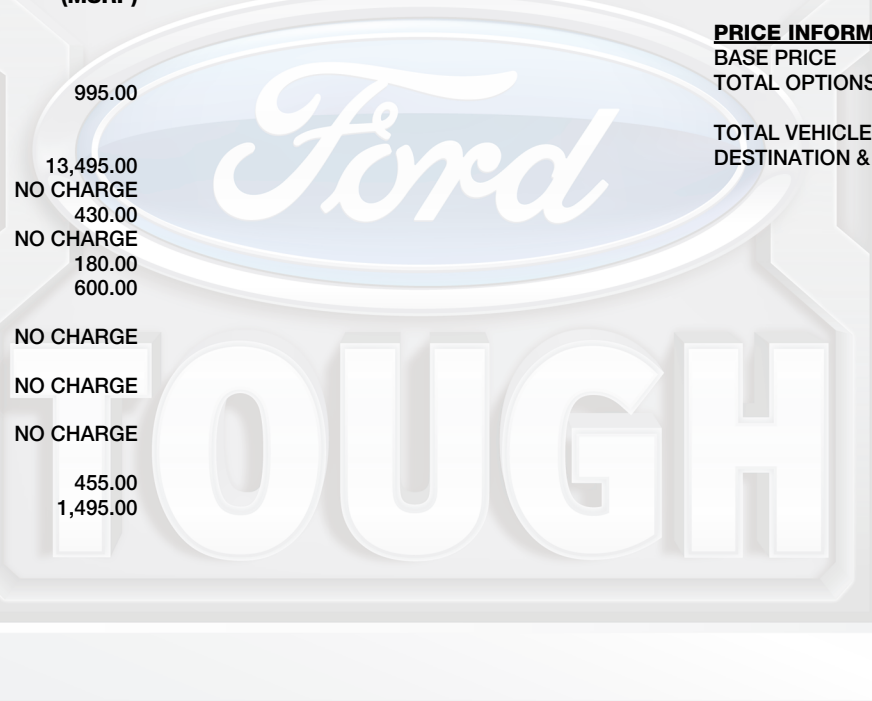 (MSRP)
995.00
13,495.00
NO CHARGE
430.00
NO CHARGE
180.00
600.00
NO CHARGE
NO CHARGE
NO CHARGE
455.00
1,495.00
PRICE INFORM
BASE PRICE
TOTAL OPTIONS
TOTAL VEHICLE
DESTINATION &
Ford
TOUGH